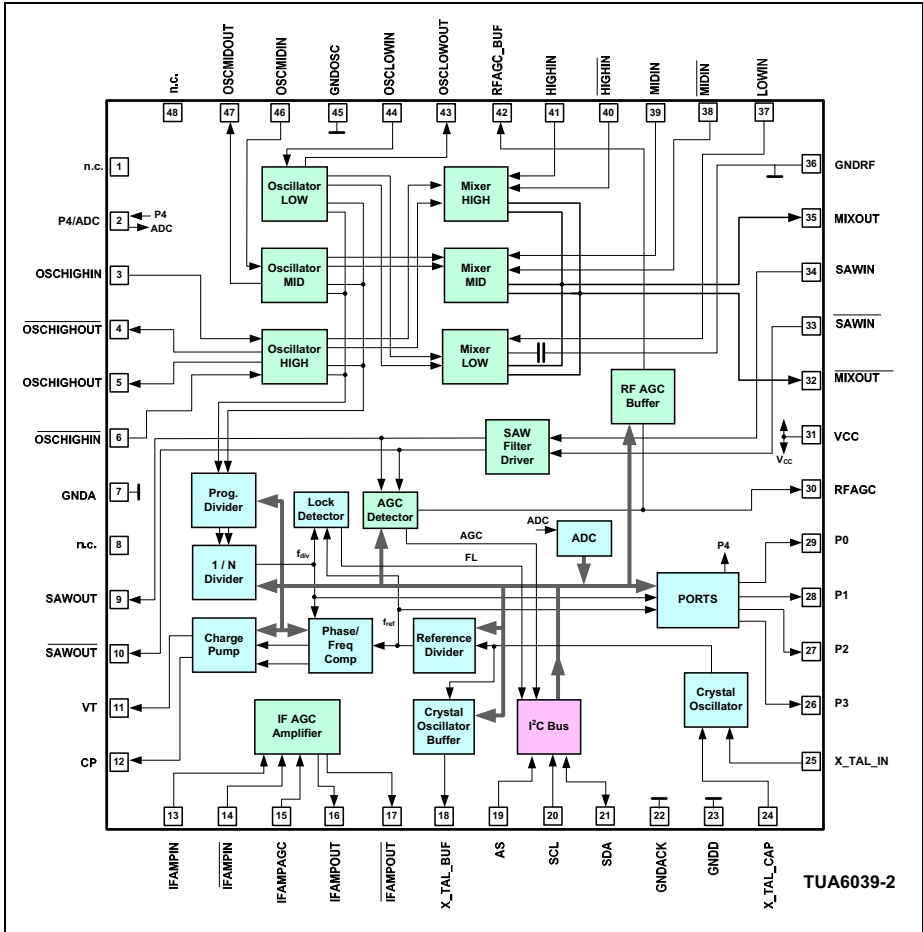 n.c.
OSCMIDOUT
OSCMIDIN
GNDOSC
OSCLOWIN
OSCLOWOUT
RFAGC_BUF
HIGHIN
HIGHIN
MIDIN
MIDIN
LOWIN
48
47
46
45
44
43
42
41
40
39
38
37
n.c.
1
P4/ADC
2
P4
ADC
OSCHIGHIN
3
OSCHIGHOUT
4
OSCHIGHOUT
5
OSCHIGHIN
6
GNDA
7
n.c.
8
SAWOUT
9
SAWOUT
10
VT
11
CP
12
Oscillator
LOW
Mixer
HIGH
Oscillator
MID
Mixer
MID
Oscillator
HIGH
Mixer
LOW
RF AGC
Buffer
SAW
Filter
Driver
Prog.
Divider
Lock
Detector
AGC
Detector
AGC
FL
ADC
ADC
1 / N
Divider
fdiv
P4
PORTS
Charge
Pump
Phase/
Freq
Comp
fref
Reference
Divider
Crystal
Oscillator
IF AGC
Amplifier
Crystal
Oscillator
Buffer
I²C Bus
36
GNDRF
35
MIXOUT
34
SAWIN
33
SAWIN
32
MIXOUT
31
VCC
VCC
30
RFAGC
29
P0
28
P1
27
P2
26
P3
25
X_TAL_IN
13
14
15
16
17
18
19
20
21
22
23
24
IFAMPIN
IFAMPIN
IFAMPAGC
IFAMPOUT
IFAMPOUT
X_TAL_BUF
AS
SCL
SDA
GNDACK
GNDD
X_TAL_CAP
TUA6039-2